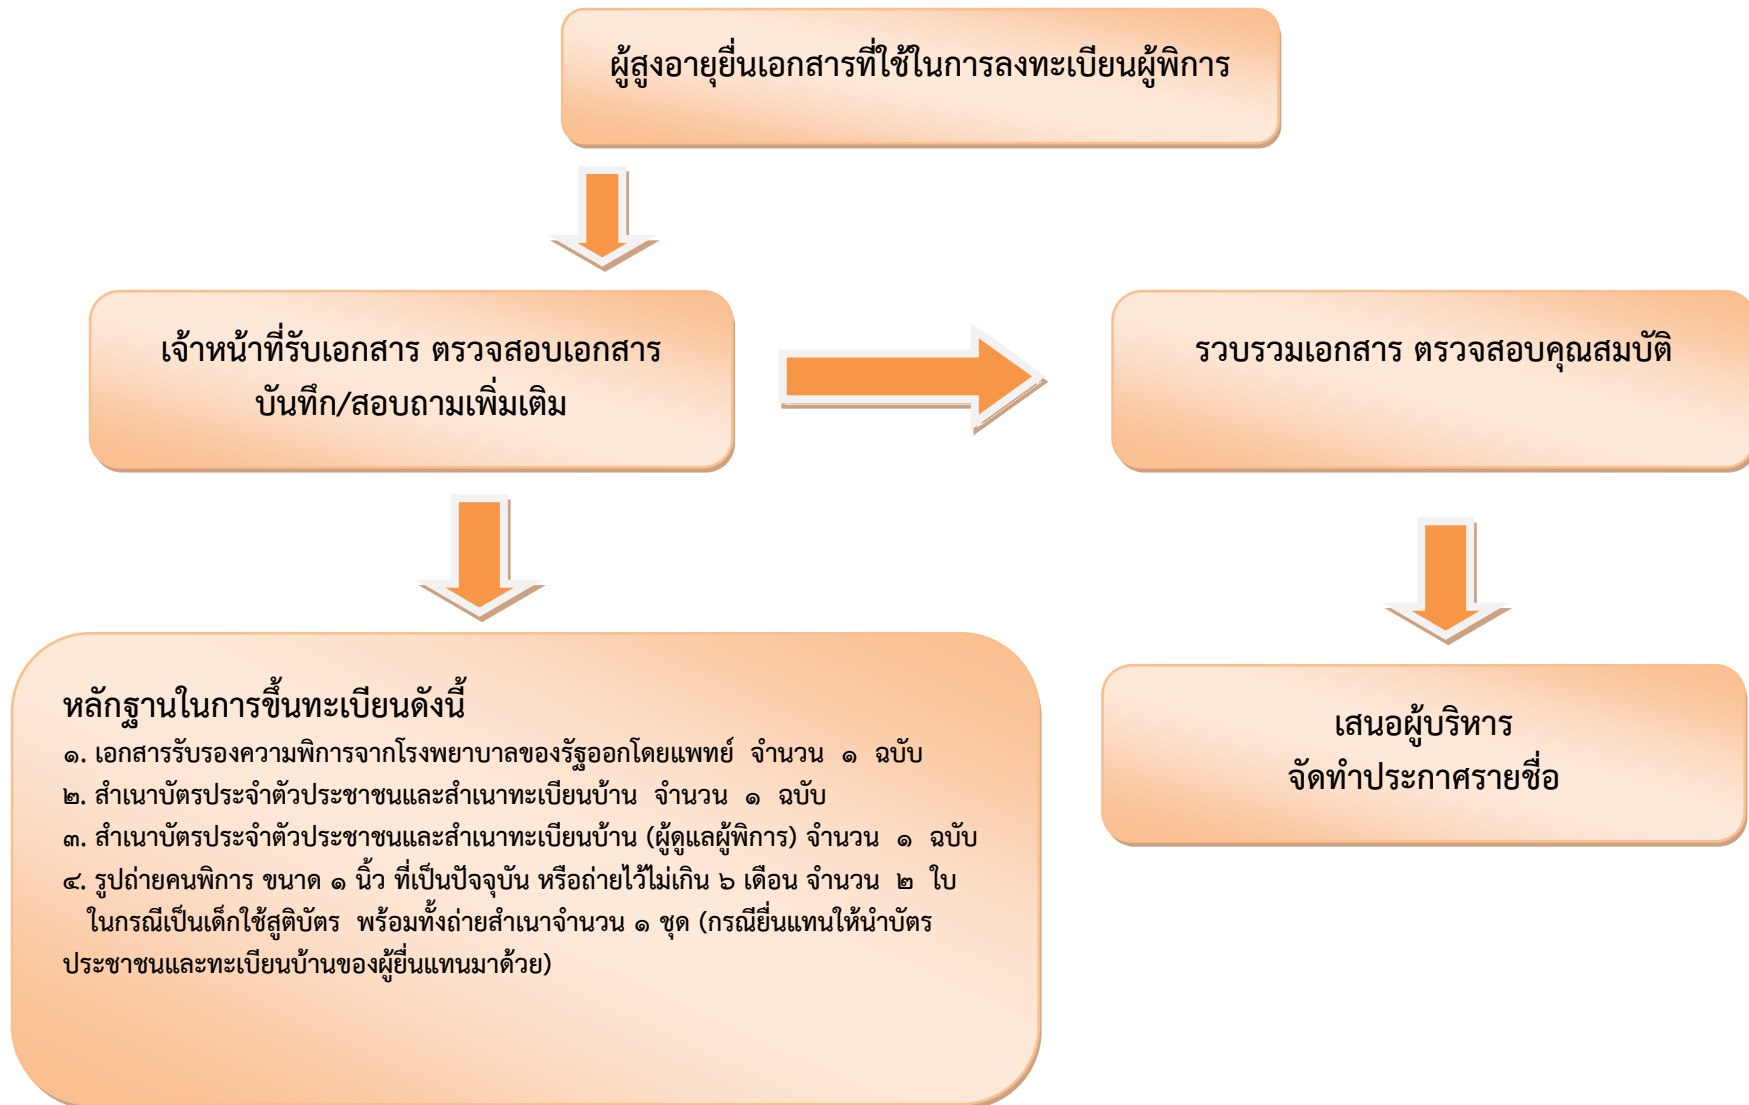 ผู้สูงอายุยื่นเอกสารที่ใช้ในการลงทะเบียนผู้พิการ
เจ้าหน้าที่รับเอกสาร ตรวจสอบเอกสาร
บันทึก/สอบถามเพิ่มเติม
รวบรวมเอกสาร ตรวจสอบคุณสมบัติ
หลักฐานในการขึ้นทะเบียนดังนี้
๑. เอกสารรับรองความพิการจากโรงพยาบาลของรัฐออกโดยแพทย์ จำนวน ๑ ฉบับ
๒. สำเนาบัตรประจำตัวประชาชนและสำเนาทะเบียนบ้าน จำนวน ๑ ฉบับ
๓. สำเนาบัตรประจำตัวประชาชนและสำเนาทะเบียนบ้าน (ผู้ดูแลผู้พิการ) จำนวน ๑ ฉบับ
๔. รูปถ่ายคนพิการ ขนาด ๑ นิ้ว ที่เป็นปัจจุบัน หรือถ่ายไว้ไม่เกิน ๖ เดือน จำนวน ๒ ใบ
ในกรณีเป็นเด็กใช้สูติบัตร พร้อมทั้งถ่ายสำเนาจำนวน ๑ ชุด (กรณียื่นแทนให้นำบัตร
ประชาชนและทะเบียนบ้านของผู้ยื่นแทนมาด้วย)
เสนอผู้บริหาร
จัดทำประกาศรายชื่อ